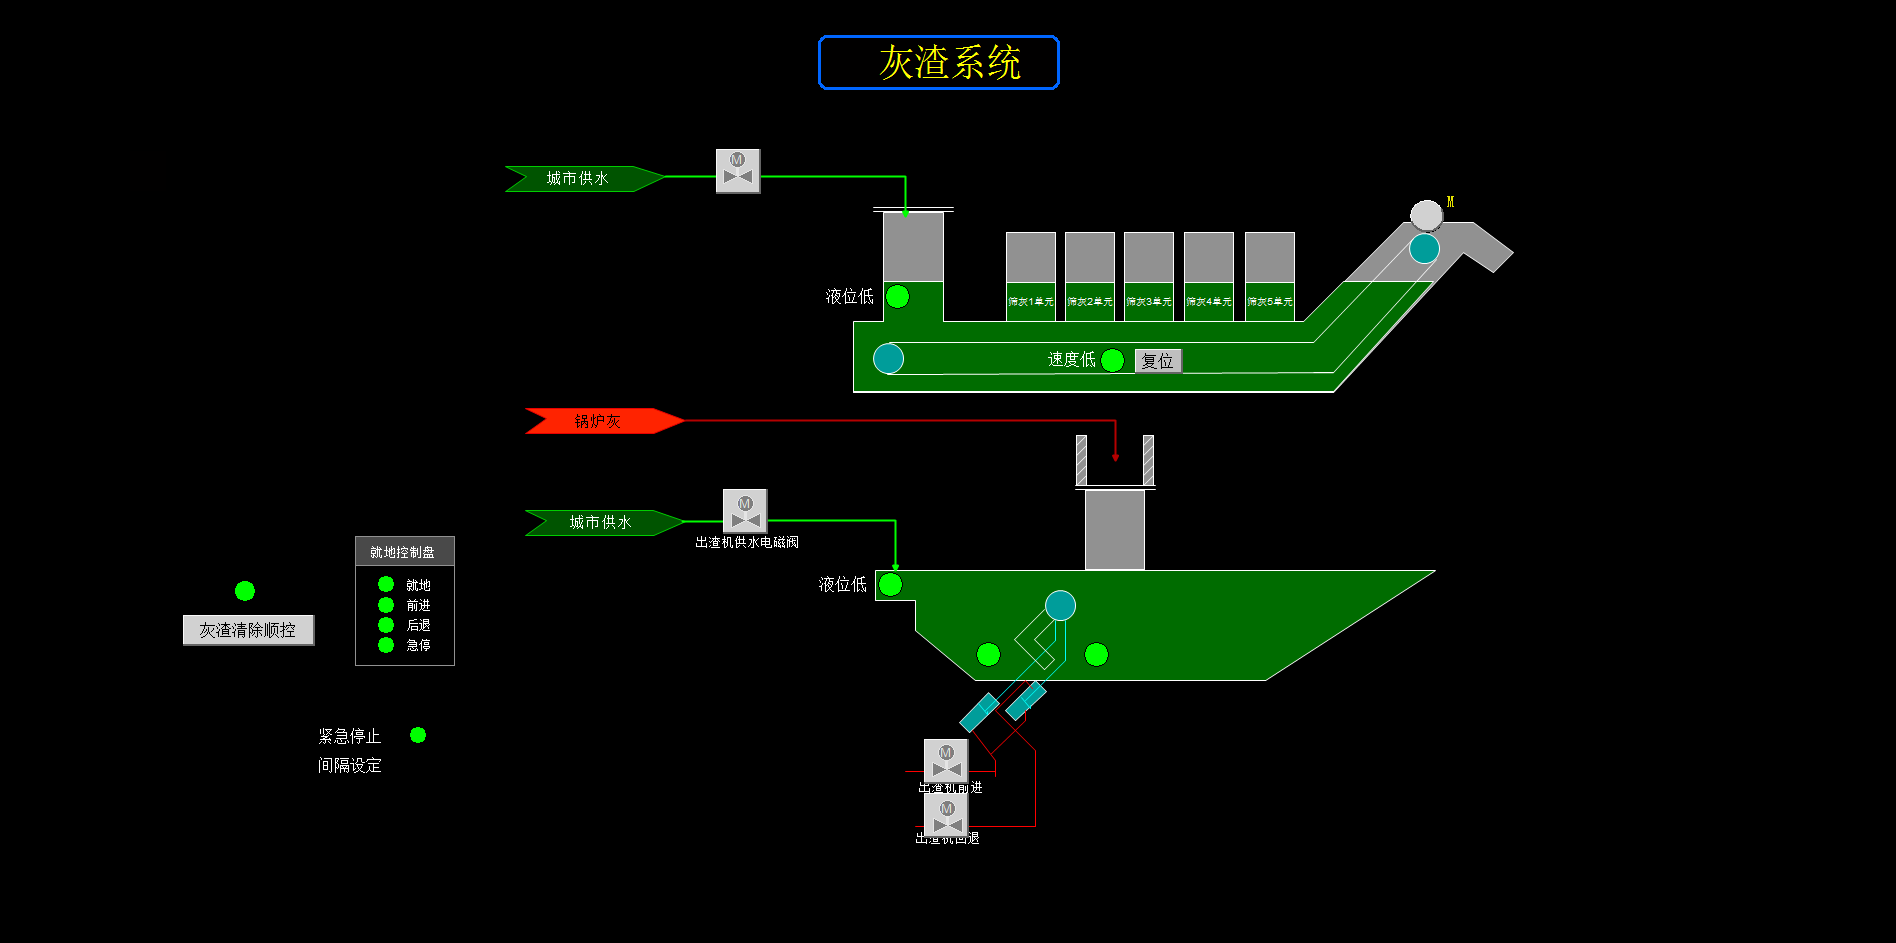 灰渣系统
M
城市供水
M
液位低
筛灰1单元
筛灰2单元
筛灰3单元
筛灰4单元
筛灰5单元
速度低
复位
锅炉灰
M
城市供水
出渣机供水电磁阀
就地控制盘
液位低
就地
前进
后退
急停
灰渣清除顺控
紧急停止
间隔设定
M
出渣机前进
M
出渣机回退